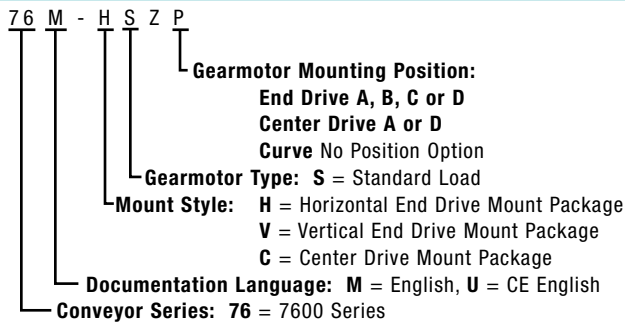 76 M - H S Z P
Gearmotor Mounting Position:
End Drive A, B, C or D
Center Drive A or D
Curve No Position Option
Gearmotor Type: S = Standard Load
Mount Style: H = Horizontal End Drive Mount Package
V = Vertical End Drive Mount Package
C = Center Drive Mount Package
Documentation Language: M = English, U = CE English
Conveyor Series: 76 = 7600 Series